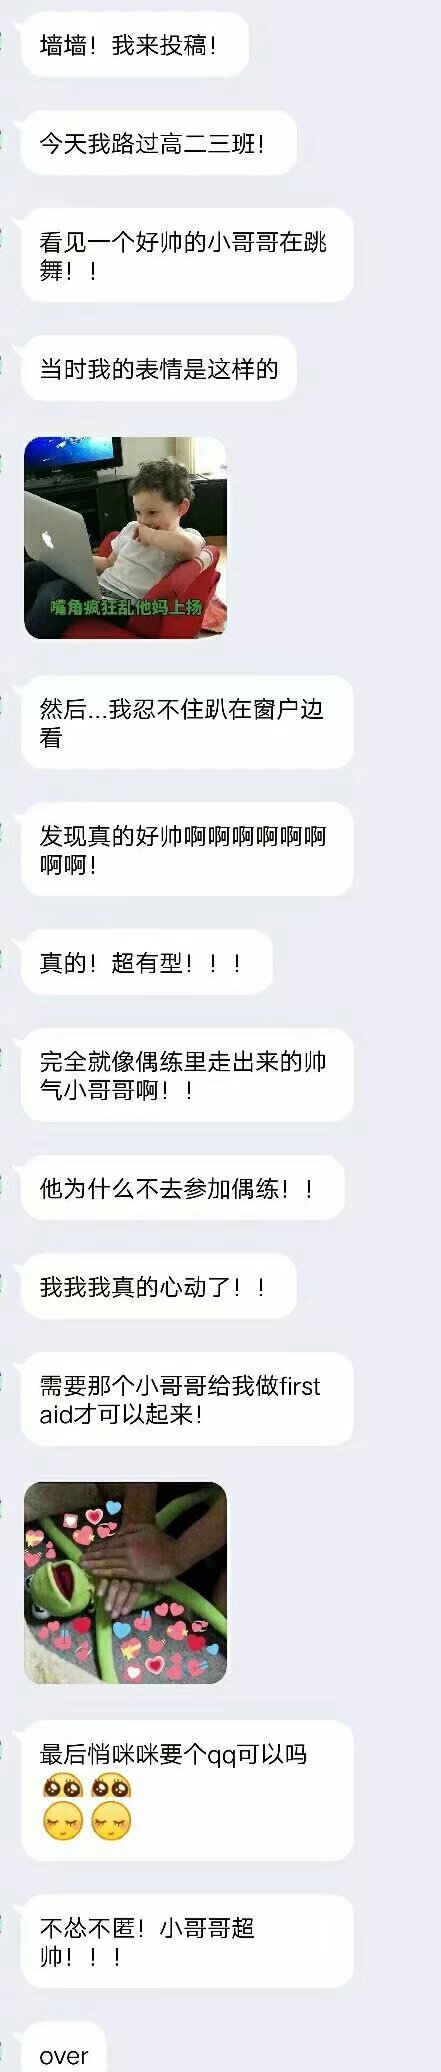 墙墙！我来投稿！
今天我路过高二三班！
看见一个好帅的小哥哥在跳
舞！！
当时我的表情是这样的
嘴角疯狂乱他妈上扬
然后...我忍不住趴在窗户边
看
发现真的好帅啊啊啊啊啊啊
啊啊！
真的！超有型！！！
完全就像偶练里走出来的帅
气小哥哥啊！！
他为什么不去参加偶练！！
我我我真的心动了！！
需要那个小哥哥给我做first
aid才可以起来！
最后悄咪咪要个qq可以吗
不怂不匿！小哥哥超
帅！！！
over